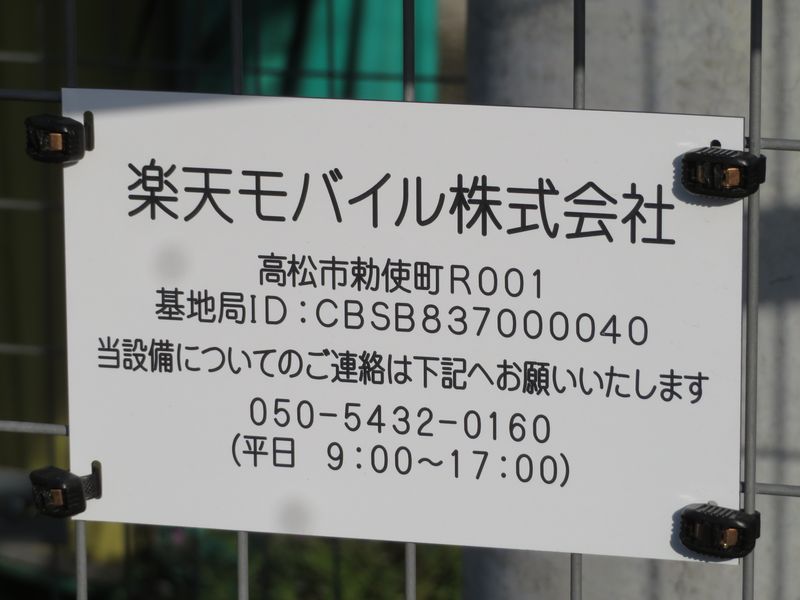 楽天モバイル株式会社
高松市勅使町R001
基地局ID:CBSB837000040
当設備についてのご連絡は下記へお願いいたします
050-5432-0160
(平日 9:00～17:00)